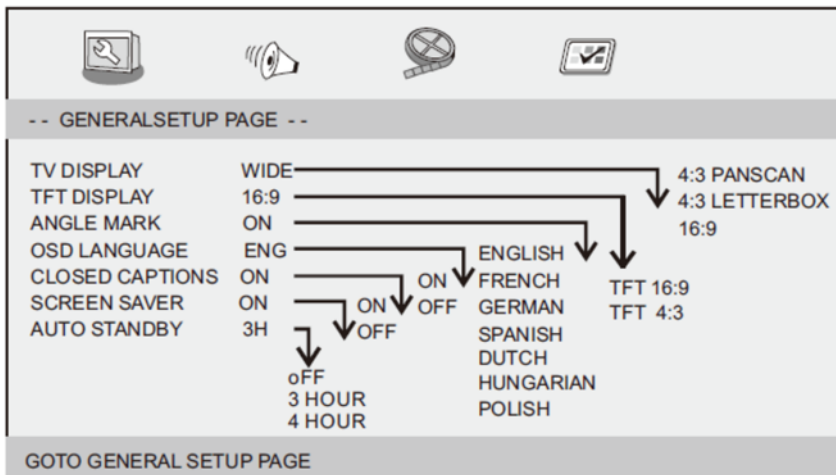 -- GENERALSETUP PAGE --
TV DISPLAY WIDE
TFT DISPLAY 16:9
ANGLE MARK ON
OSD LANGUAGE ENG
CLOSED CAPTIONS ON
SCREEN SAVER ON
AUTO STANDBY 3H
oFF
3 HOUR
4 HOUR
ON
OFF
ON
OFF
ENGLISH
FRENCH
GERMAN
SPANISH
DUTCH
HUNGARIAN
POLISH
TFT 16:9
TFT 4:3
4:3 PANSCAN
4:3 LETTERBOX
16:9
GOTO GENERAL SETUP PAGE